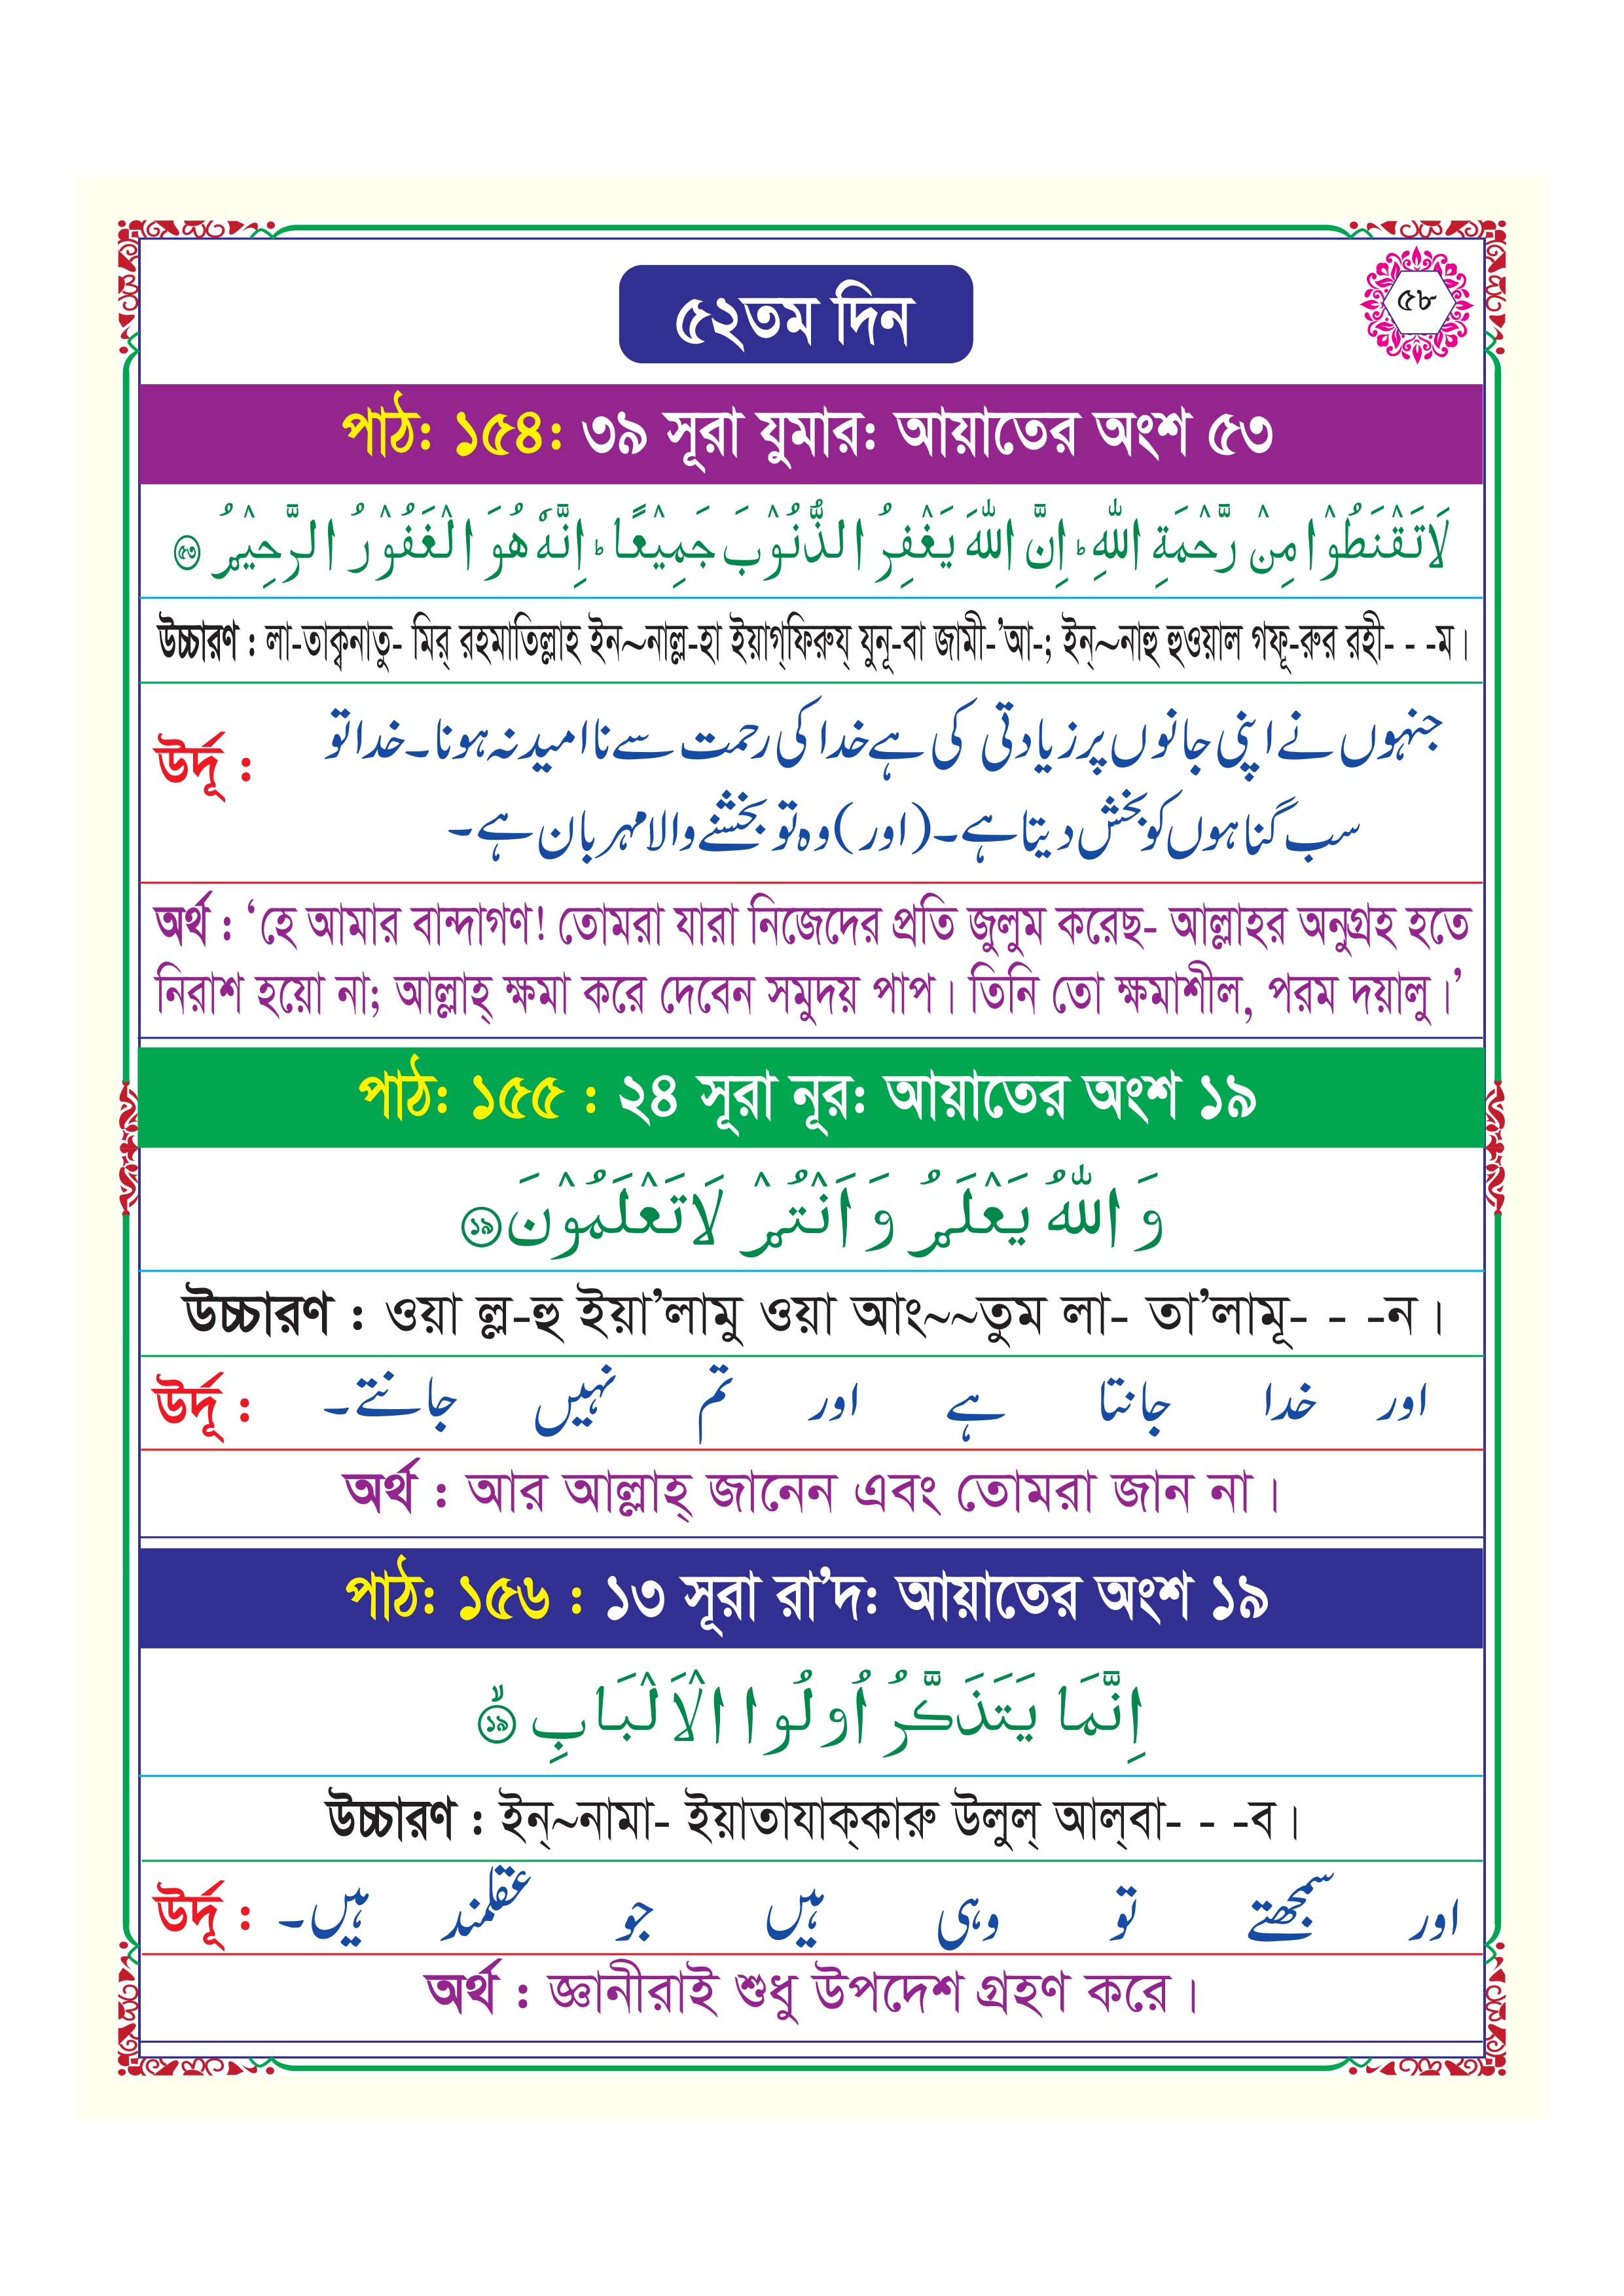 ৫২তম দিন
৫৮
পাঠ: ১৫৪: ৩৯ সূরা যুমার: আয়াতের অংশ ৫৩
لَاتَقْنَطُوْا مِنْ رَّحْمَةِ اللّٰهِ ؕ اِنَّ اللّٰهَ يَغْفِرُ الذُّنُوْبَ جَمِيْعًا ؕ اِنَّهٗ هُوَ الْغَفُوْرُ الرَّحِيْمُ ৫৩
উচ্চারণ : লা-তাক্বনাতু- মির্ রহমাতিল্লাহ ইন~নাল্ল-হা ইয়াগ্ফিরুয্ যুনূ-বা জামী-’আ-; ইন্~নাহু হুওয়াল গফূ-রুর রহী- - -ম।
উর্দূ : جنہوں نے اپنی جانوں پر زیادتی کی ہے خدا کی رحمت سے ناامید نہ ہونا۔ خدا تو
سب گناہوں کو بخش دیتا ہے۔ (اور) وہ تو بخشنے والا مہربان ہے۔
অর্থ : ‘হে আমার বান্দাগণ! তোমরা যারা নিজেদের প্রতি জুলুম করেছ- আল্লাহর অনুগ্রহ হতে
নিরাশ হয়ো না; আল্লাহ্ ক্ষমা করে দেবেন সমুদয় পাপ। তিনি তো ক্ষমাশীল, পরম দয়ালু।’
পাঠ: ১৫৫ : ২৪ সূরা নূর: আয়াতের অংশ ১৯
وَ اللّٰهُ يَعْلَمُ وَ اَنْتُمْ لَاتَعْلَمُوْنَ ১৯
উচ্চারণ : ওয়া ল্ল-হু ইয়া’লামু ওয়া আং~~তুম লা- তা’লামূ- - -ন।
উর্দূ : اور خدا جانتا ہے اور تم نہیں جانتے۔
অর্থ : আর আল্লাহ্ জানেন এবং তোমরা জান না।
পাঠ: ১৫৬ : ১৩ সূরা রা’দ: আয়াতের অংশ ১৯
اِنَّمَا يَتَذَكَّرُ اُولُوا الْاَلْبَابِ ১৯ۙ
উচ্চারণ : ইন্~নামা- ইয়াতাযাক্কারু উলুল্ আল্বা- - -ব।
উর্দূ : اور سمجھتے تو وہی ہیں جو عقلمند ہیں۔
অর্থ : জ্ঞানীরাই শুধু উপদেশ গ্রহণ করে।